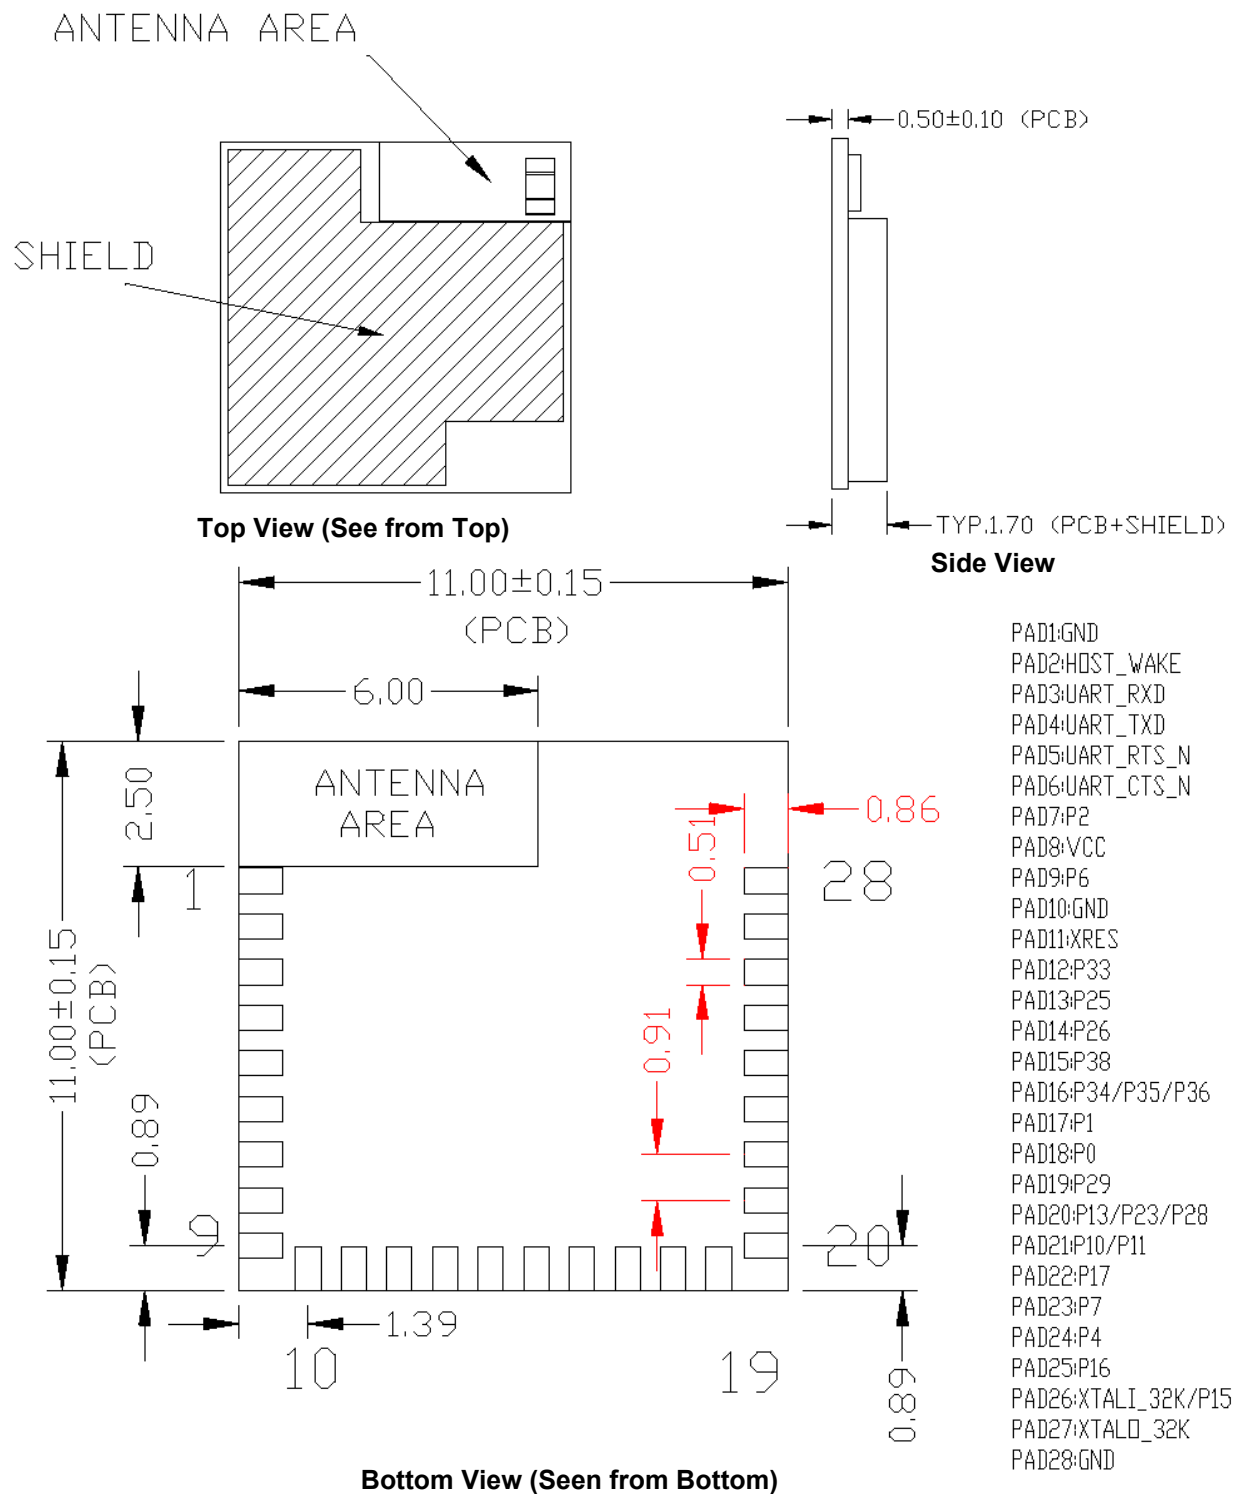 ANTENNA AREA
0.50±0.10 (PCB)
SHIELD
Top View (See from Top)
TYP.1.70 (PCB+SHIELD)
Side View
11.00±0.15
(PCB)
6.00
2.50
ANTENNA
AREA
0.51
0.86
1
28
11.00±0.15
(PCB)
0.91
0.89
9
20
1.39
10
19
0.89
PAD1:GND
PAD2:HOST_WAKE
PAD3:UART_RXD
PAD4:UART_TXD
PAD5:UART_RTS_N
PAD6:UART_CTS_N
PAD7:P2
PAD8:VCC
PAD9:P6
PAD10:GND
PAD11:XRES
PAD12:P33
PAD13:P25
PAD14:P26
PAD15:P38
PAD16:P34/P35/P36
PAD17:P1
PAD18:P0
PAD19:P29
PAD20:P13/P23/P28
PAD21:P10/P11
PAD22:P17
PAD23:P7
PAD24:P4
PAD25:P16
PAD26:XTALI_32K/P15
PAD27:XTALO_32K
PAD28:GND
Bottom View (Seen from Bottom)